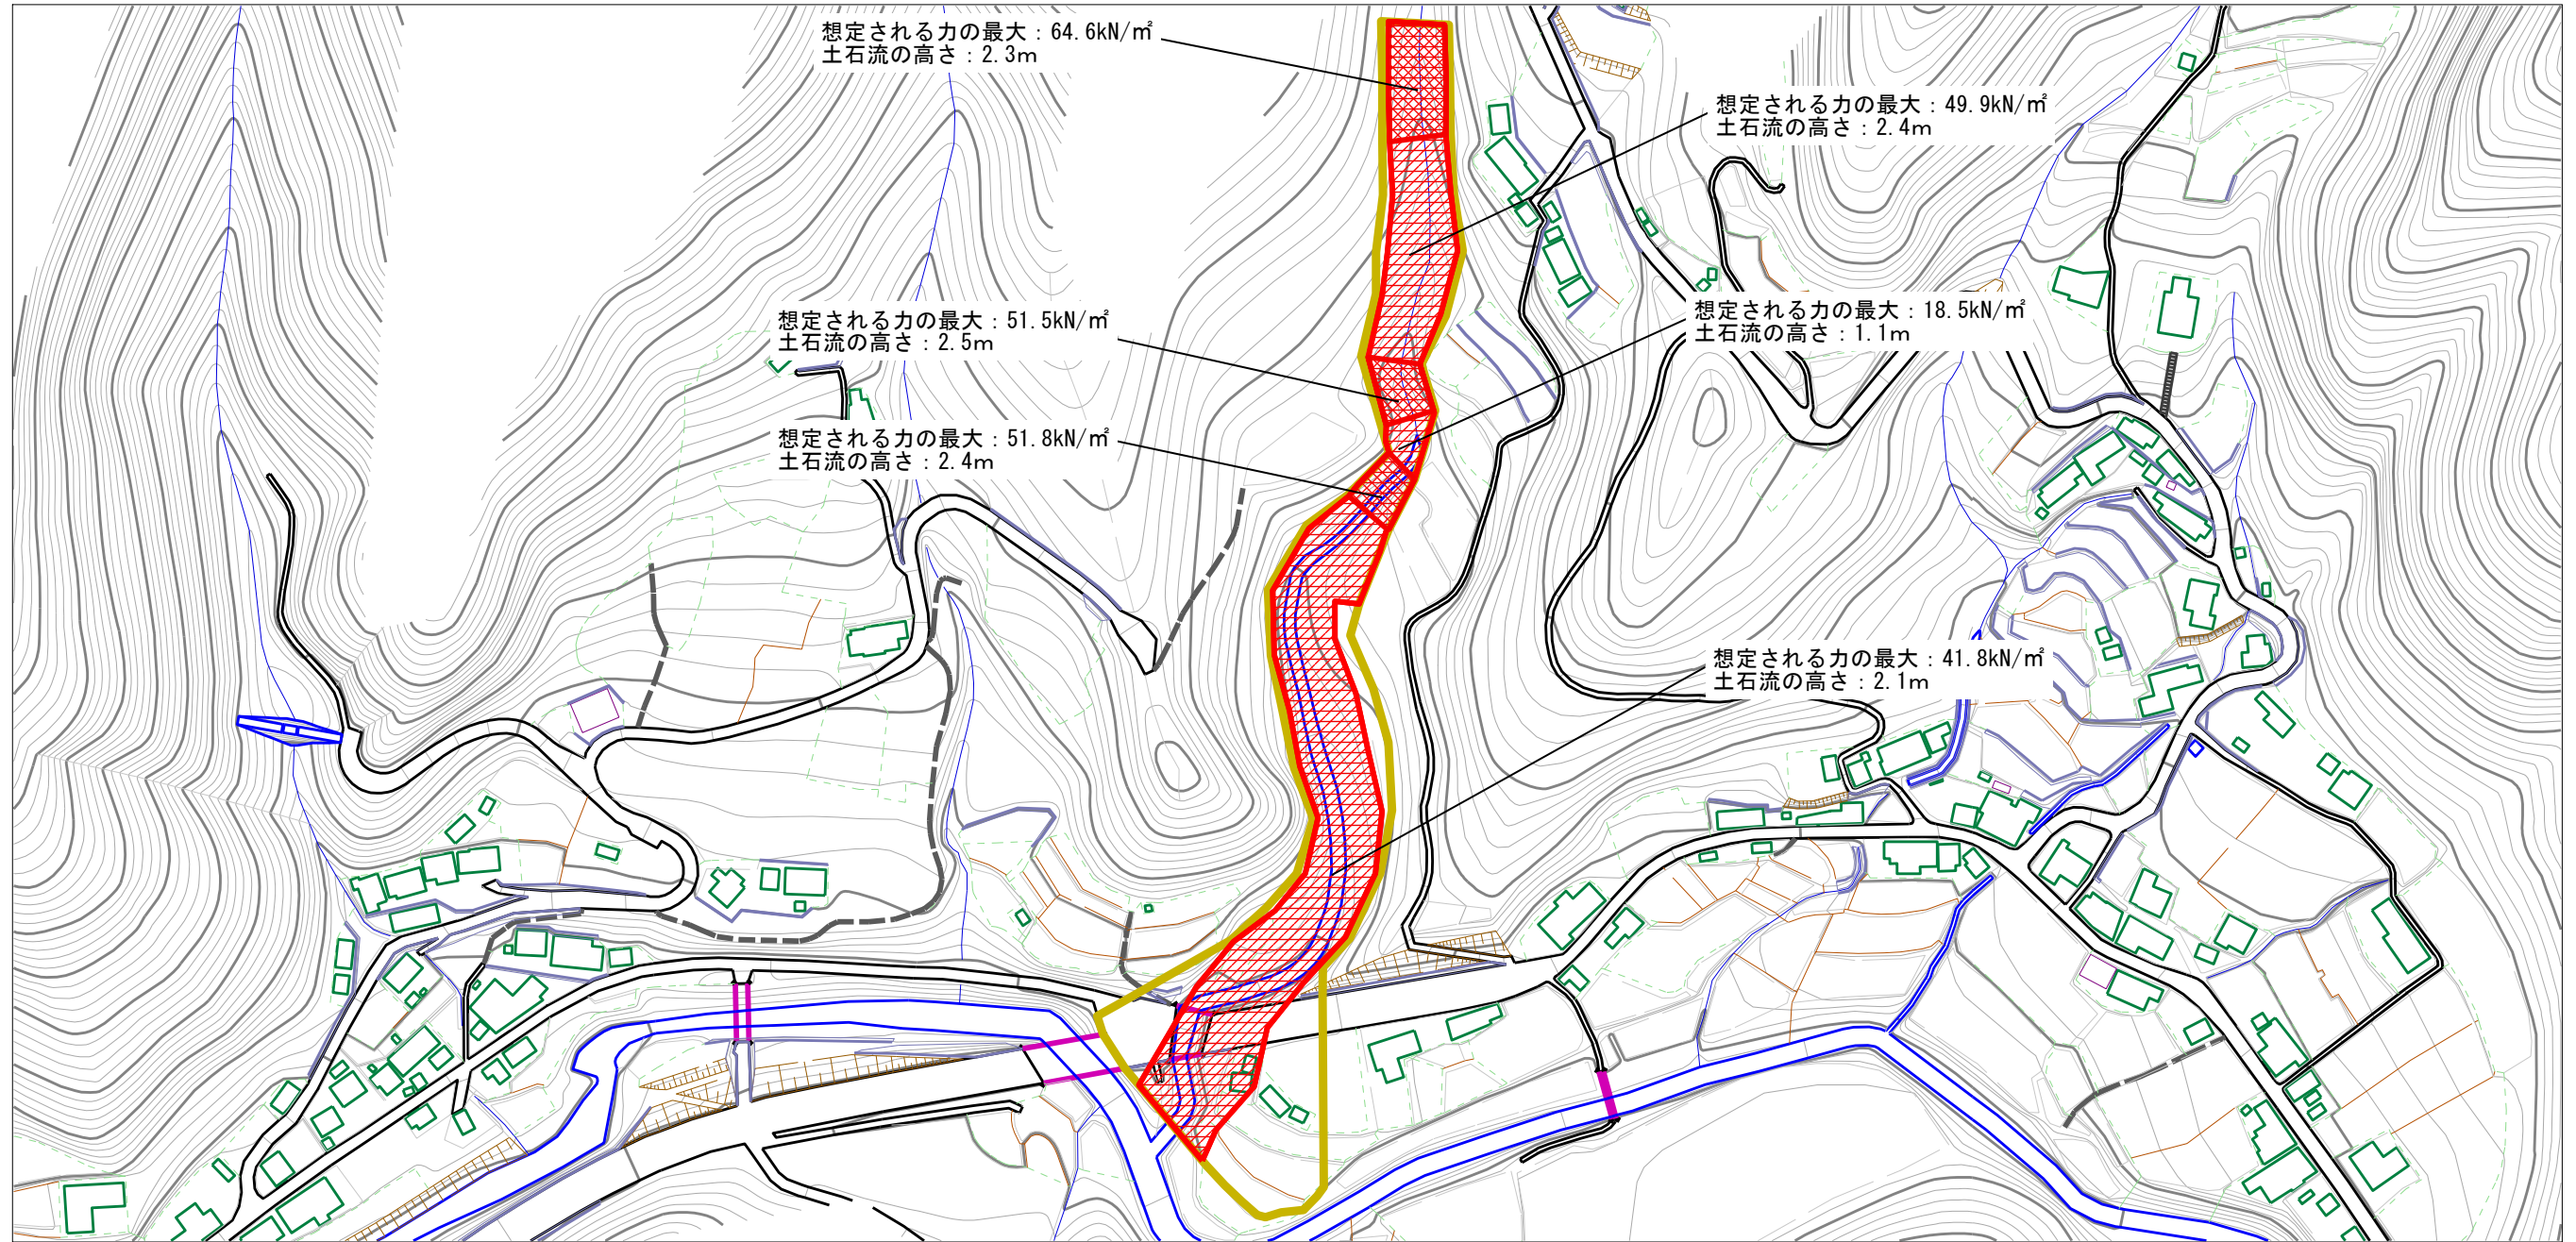 想定される力の最大：64.6kN/㎡
土石流の高さ：2.3m
想定される力の最大：49.9kN/㎡
土石流の高さ：2.4m
想定される力の最大：18.5kN/㎡
土石流の高さ：1.1m
想定される力の最大：51.5kN/㎡
土石流の高さ：2.5m
想定される力の最大：51.8kN/㎡
土石流の高さ：2.4m
想定される力の最大：41.8kN/㎡
土石流の高さ：2.1m